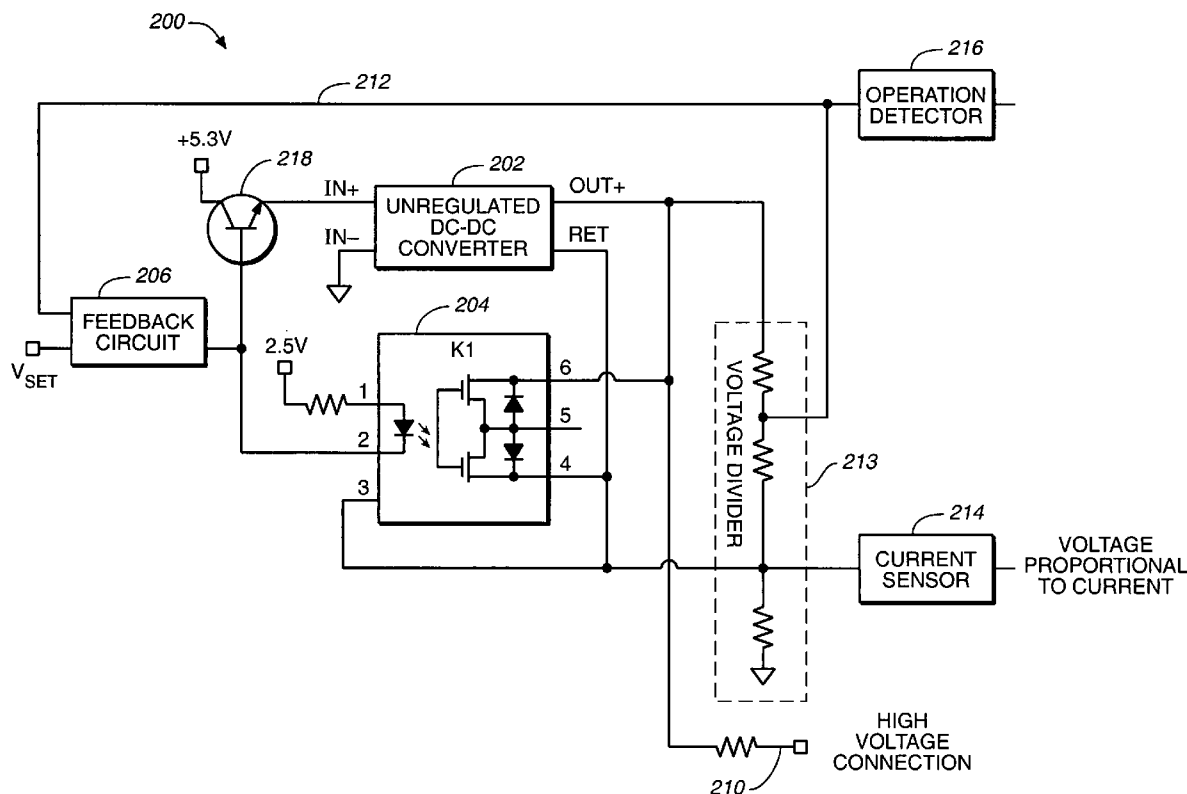 200
212
216
OPERATION
DETECTOR
+5.3V
218
IN+
202
OUT+
UNREGULATED
DC-DC
CONVERTER
IN−
RET
206
FEEDBACK
CIRCUIT
VSET
204
2.5V
K1
1
2
3
6
5
4
VOLTAGE DIVIDER
213
214
CURRENT
SENSOR
VOLTAGE
PROPORTIONAL
TO CURRENT
HIGH
VOLTAGE
CONNECTION
210